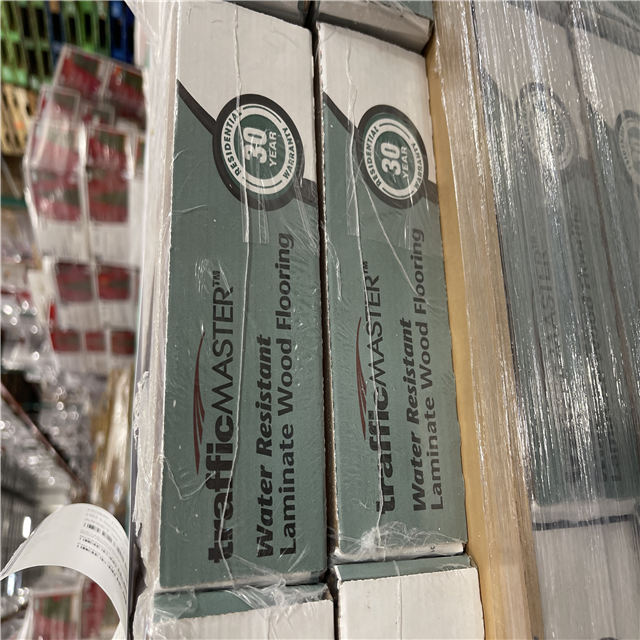 RESIDENTIAL
30
YEAR
WARRANTY
trafficMASTER™
Water Resistant
Laminate Wood Flooring
RESIDENTIAL
30
YEAR
WARRANTY
trafficMASTER™
Water Resistant
Laminate Wood Flooring